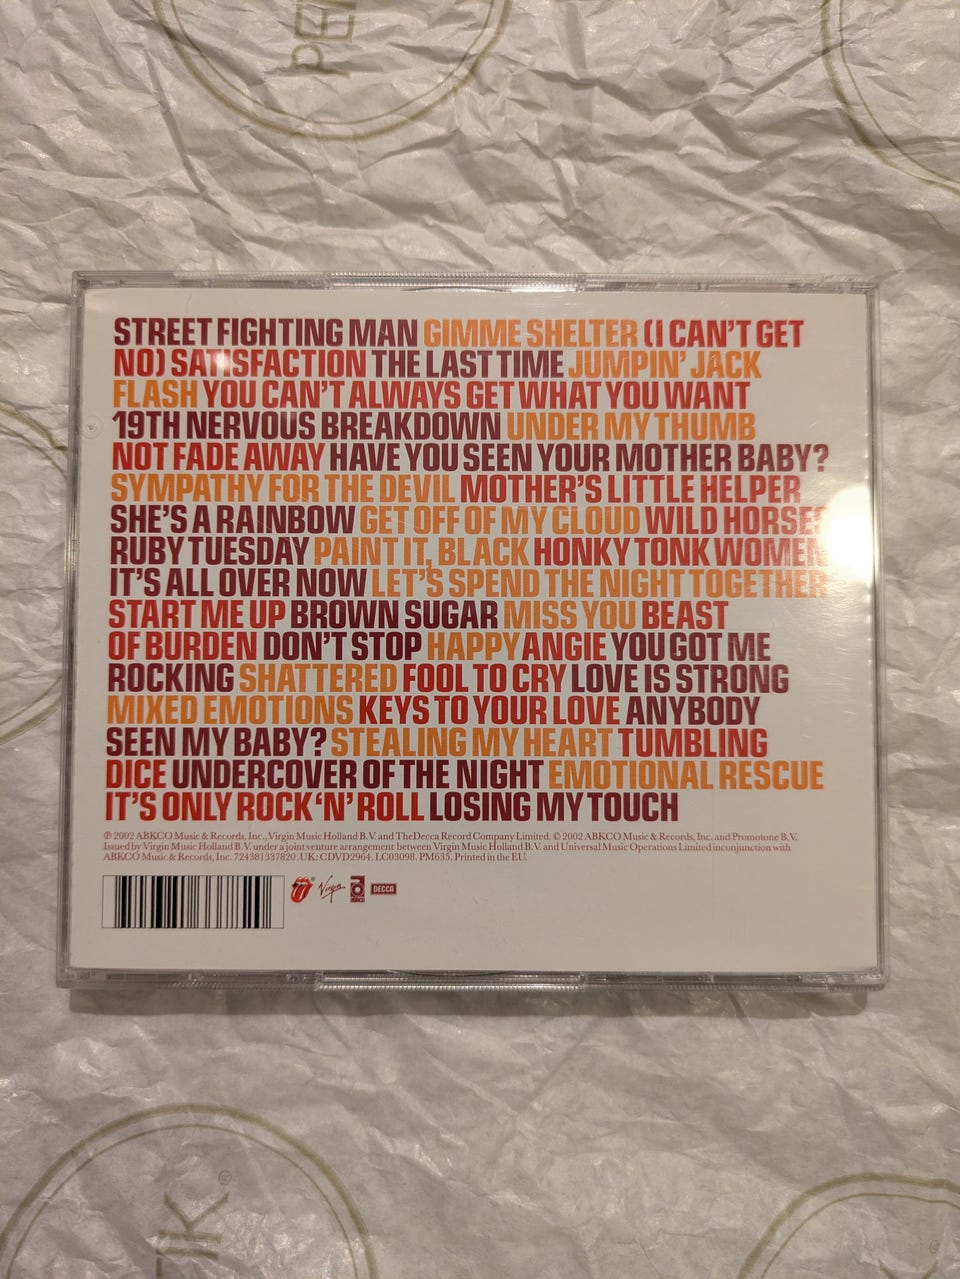 PE
STREET FIGHTING MAN GIMME SHELTER (I CAN'T GET
NO) SATISFACTION THE LAST TIME JUMPIN' JACK
FLASH YOU CAN'T ALWAYS GET WHAT YOU WANT
19TH NERVOUS BREAKDOWN UNDER MY THUMB
NOT FADE AWAY HAVE YOU SEEN YOUR MOTHER BABY?
SYMPATHY FOR THE DEVIL MOTHER'S LITTLE HELPER
SHE'S A RAINBOW GET OFF OF MY CLOUD WILD HORSES
RUBY TUESDAY PAINT IT, BLACK HONKY TONK WOMEN
IT'S ALL OVER NOW LET'S SPEND THE NIGHT TOGETHER
START ME UP BROWN SUGAR MISS YOU BEAST
OF BURDEN DON'T STOP HAPPY ANGIE YOU GOT ME
ROCKING SHATTERED FOOL TO CRY LOVE IS STRONG
MIXED EMOTIONS KEYS TO YOUR LOVE ANYBODY
SEEN MY BABY? STEALING MY HEART TUMBLING
DICE UNDERCOVER OF THE NIGHT EMOTIONAL RESCUE
IT'S ONLY ROCK 'N' ROLL LOSING MY TOUCH
℗ 2002 ABKCO Music & Records, Inc., Virgin Music Holland B.V. and TheDecca Record Company Limited. © 2002 ABKCO Music & Records, Inc. and Promotone B.V.
Issued by Virgin Music Holland B.V. under a joint venture arrangement between Virgin Music Holland B.V. and Universal Music Operations Limited inconjunction with
ABKCO Music & Records, Inc. 724381337820 .UK: CDVD2964. LC03098. PM635. Printed in the EU.
Virgin abkco DECCA
IK